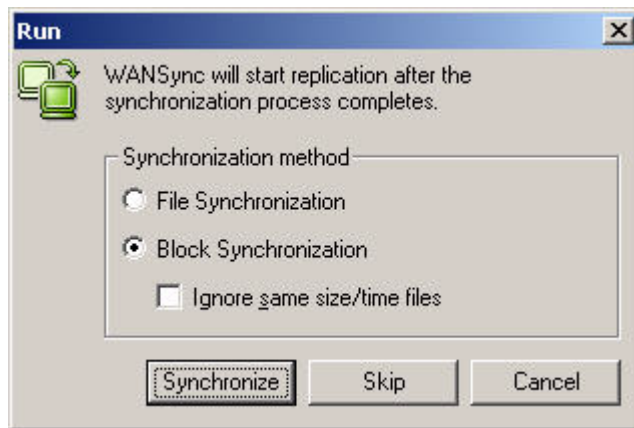 Run
WANSync will start replication after the
synchronization process completes.
Synchronization method
File Synchronization
Block Synchronization
Ignore same size/time files
Synchronize Skip Cancel